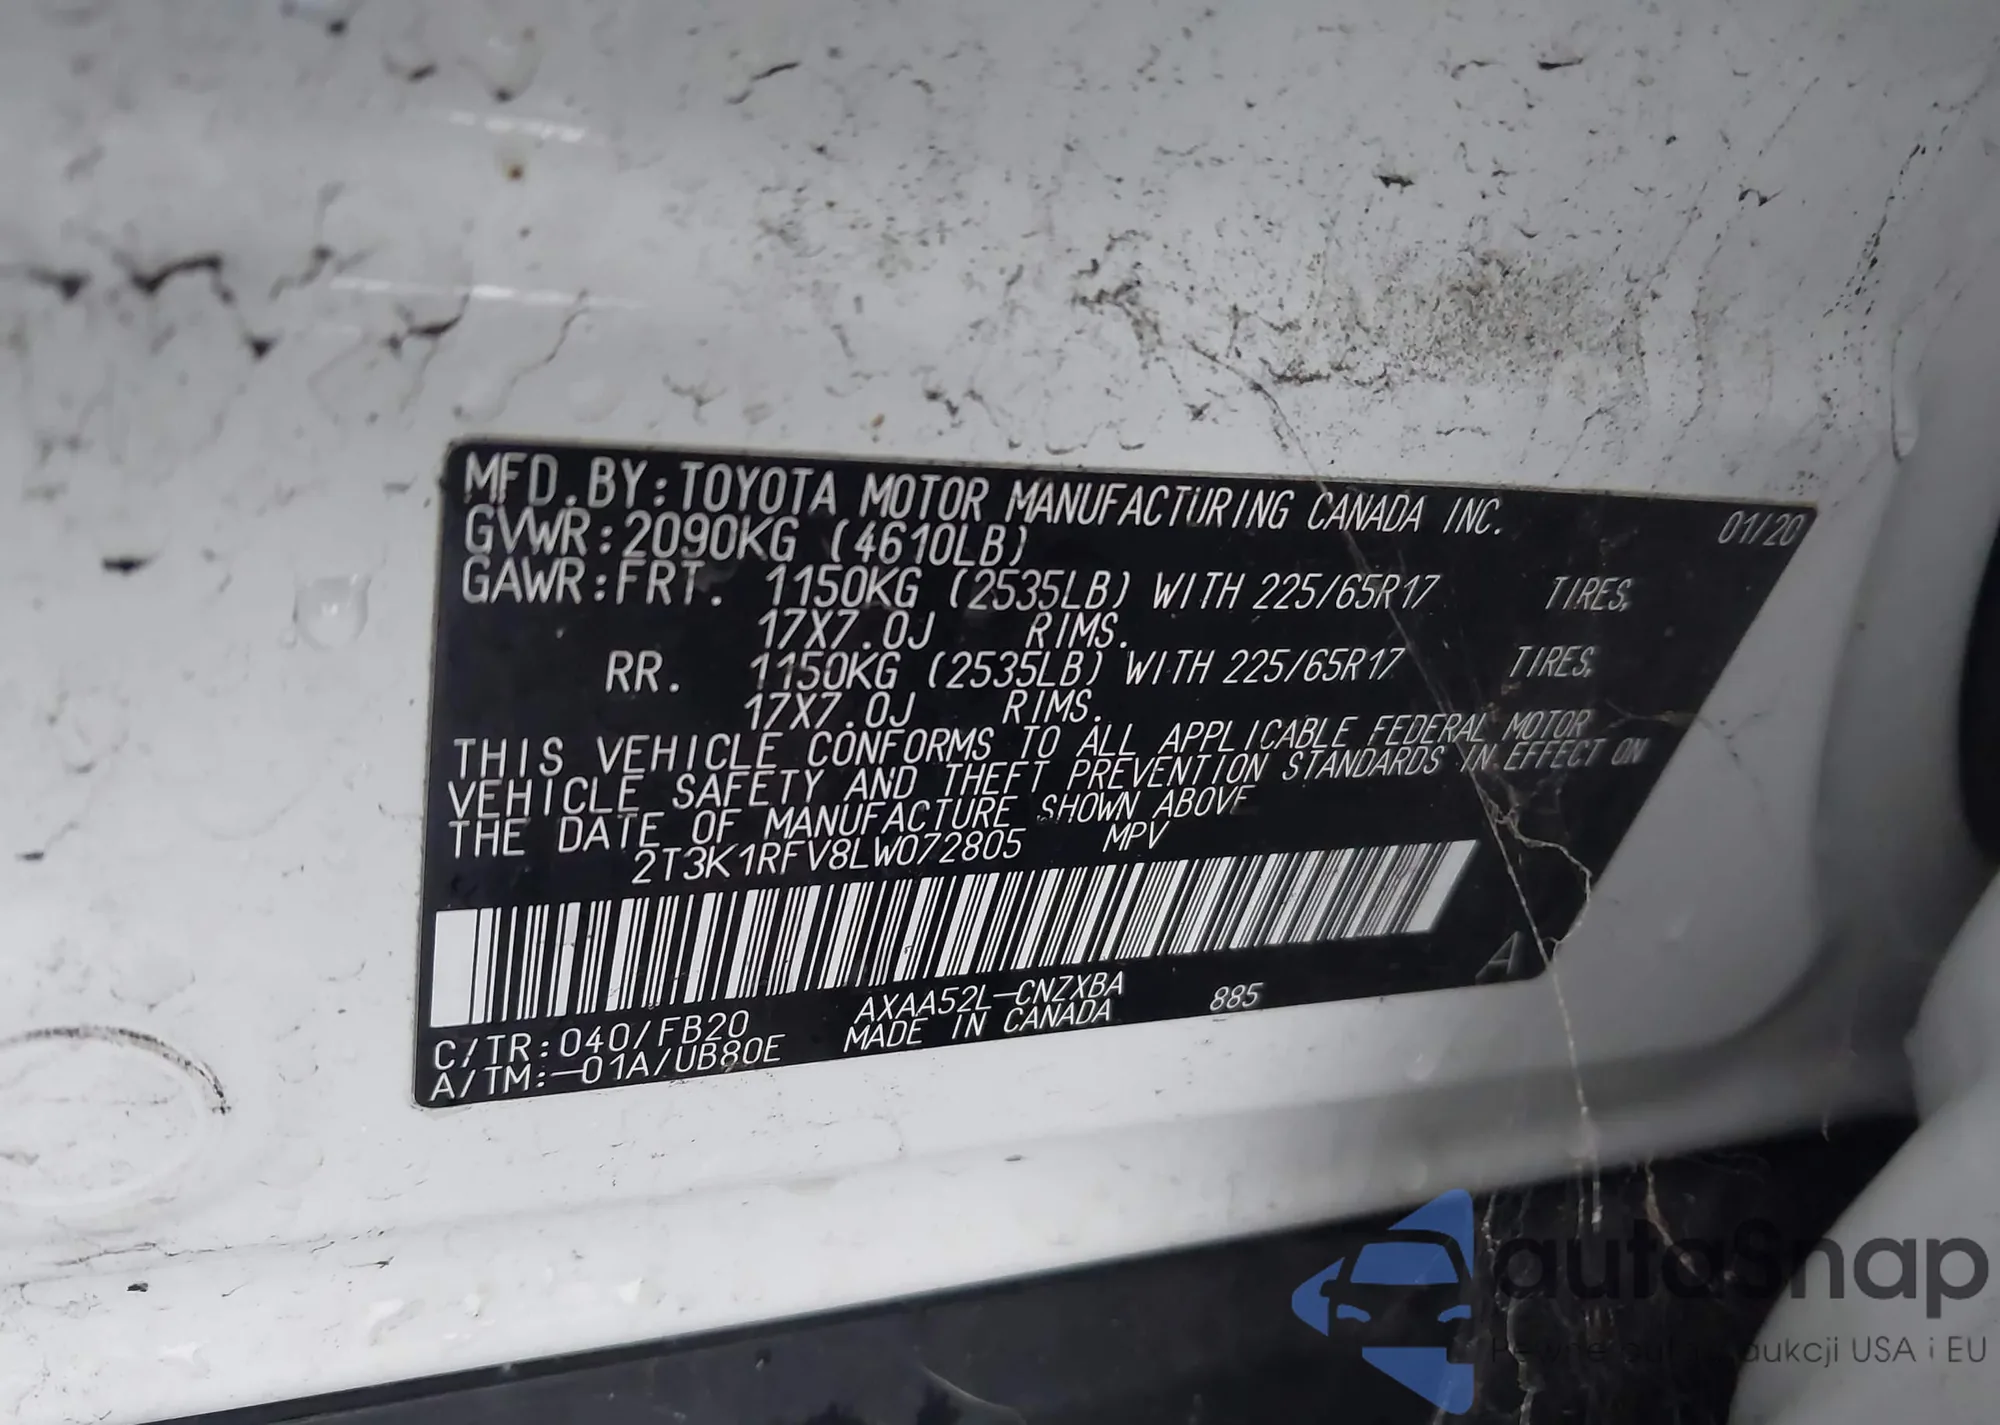 MFD.BY:TOYOTA MOTOR MANUFACTURING CANADA INC. 01/20
GVWR:2090KG (4610LB)
GAWR:FRT. 1150KG (2535LB) WITH 225/65R17 TIRES,
17X7.0J RIMS.
RR. 1150KG (2535LB) WITH 225/65R17 TIRES,
17X7.0J RIMS.
THIS VEHICLE CONFORMS TO ALL APPLICABLE FEDERAL MOTOR
VEHICLE SAFETY AND THEFT PREVENTION STANDARDS IN EFFECT ON
THE DATE OF MANUFACTURE SHOWN ABOVE
2T3K1RFV8LW072805 MPV
A
C/TR:040/FB20 AXAA52L-CNZXBA 885
A/TM:-01A/UB80E MADE IN CANADA
autoSnap
Pewne auta aukcji USA i EU